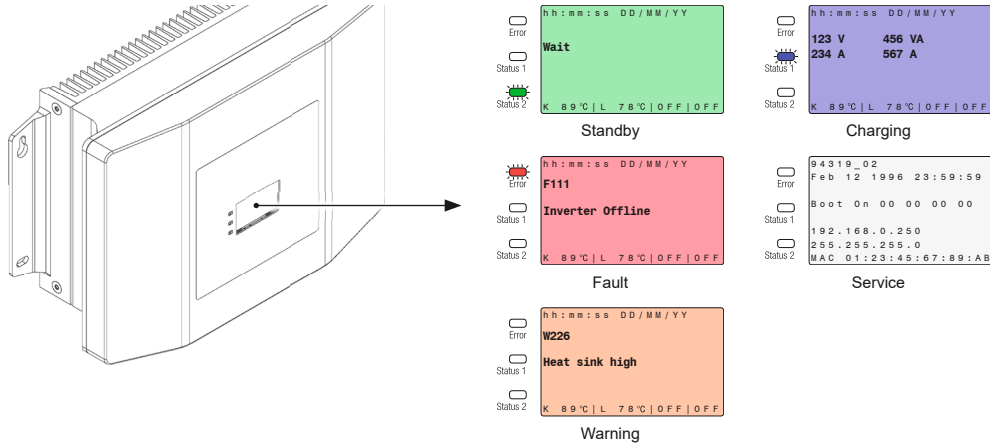 hh:mm:ss DD/MM/YY
Error
Wait
Status 1
Status 2
K 89°C|L 78°C|OFF|OFF
Standby
hh:mm:ss DD/MM/YY
Error
123 V 456 VA
234 A 567 A
Status 1
Status 2
K 89°C|L 78°C|OFF|OFF
Charging
hh:mm:ss DD/MM/YY
Error
F111
Inverter Offline
Status 1
Status 2
K 89°C|L 78°C|OFF|OFF
Fault
94319_02
Feb 12 1996 23:59:59
Error
Boot On 00 00 00 00
Status 1
192.168.0.250
255.255.255.0
Status 2
MAC 01:23:45:67:89:AB
Service
hh:mm:ss DD/MM/YY
Error
W226
Heat sink high
Status 1
Status 2
K 89°C|L 78°C|OFF|OFF
Warning